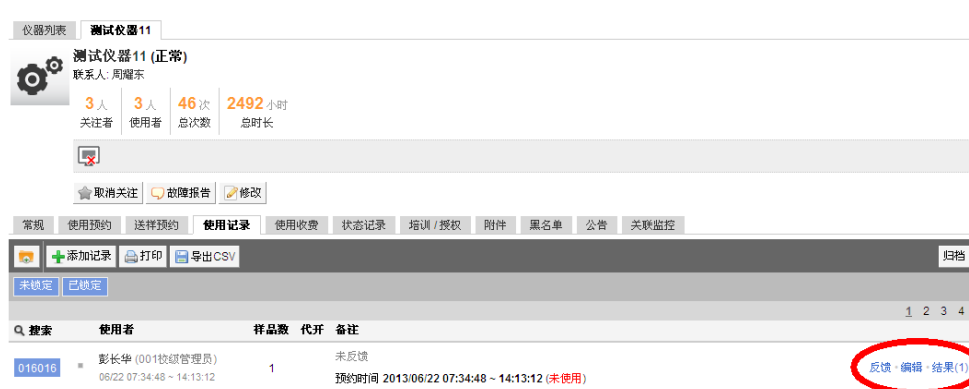 仪器列表 测试仪器11
测试仪器11 (正常)
联系人: 周耀东
3 人 3 人 46 次 2492 小时
关注者 使用者 总次数 总时长
取消关注 故障报告 修改
常规 使用预约 送样预约 使用记录 使用收费 状态记录 培训 / 授权 附件 黑名单 公告 关联监控
添加记录 打印 导出CSV 归档
未锁定 已锁定
1 2 3 4
搜索 使用者 样品数 代开 备注
016016 彭长华 (001校级管理员) 1 未反馈 反馈 · 编辑 · 结果(1)
06/22 07:34:48 ~ 14:13:12 预约时间 2013/06/22 07:34:48 ~ 14:13:12 (未使用)